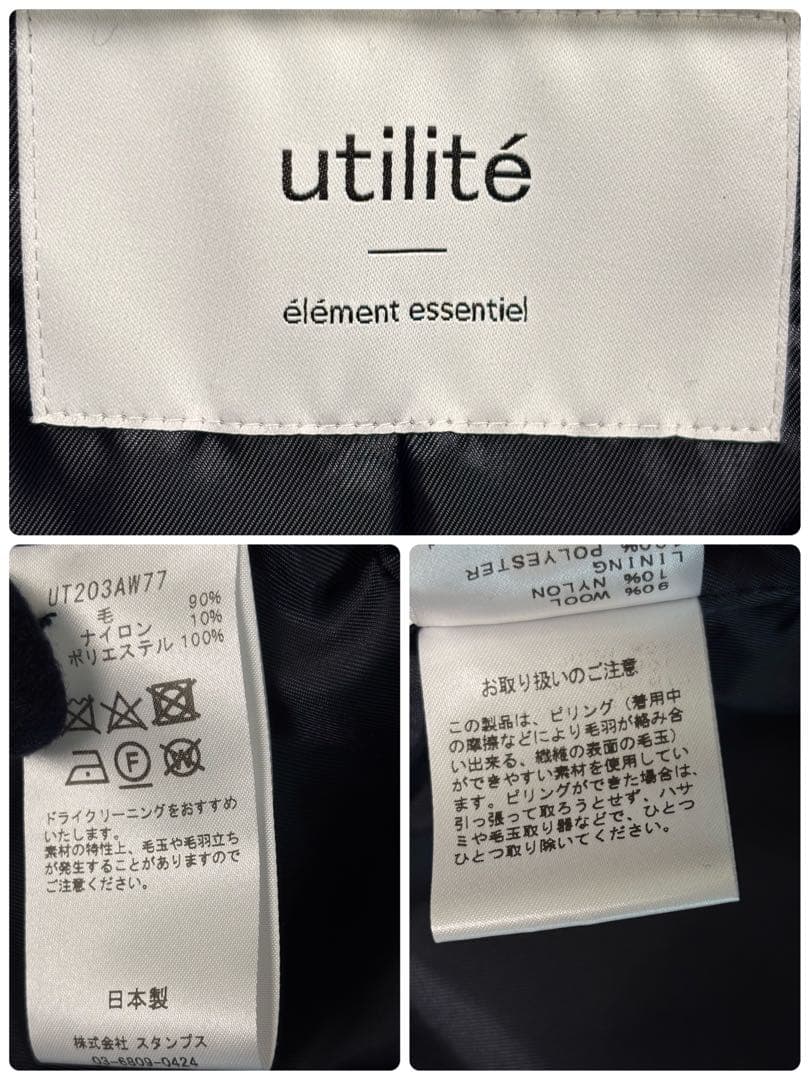 utilité
élément essentiel
UT203AW77
毛 90%
ナイロン 10%
ポリエステル 100%
F
W
ドライクリーニングをおすすめ
いたします。
素材の特性上、毛玉や毛羽立ち
が発生することがありますので
ご注意ください。
日本製
株式会社 スタンプス
03-6809-0424
90% WOOL
10% NYLON
LINING
100% POLYESTER
お取り扱いのご注意
この製品は、ピリング（着用中
の摩擦などにより毛羽が絡み合
い出来る、繊維の表面の毛玉）
ができやすい素材を使用してい
ます。ピリングができた場合は、
引っ張って取ろうとせず、ハサ
ミや毛玉取り器などで、ひとつ
ひとつ取り除いてください。